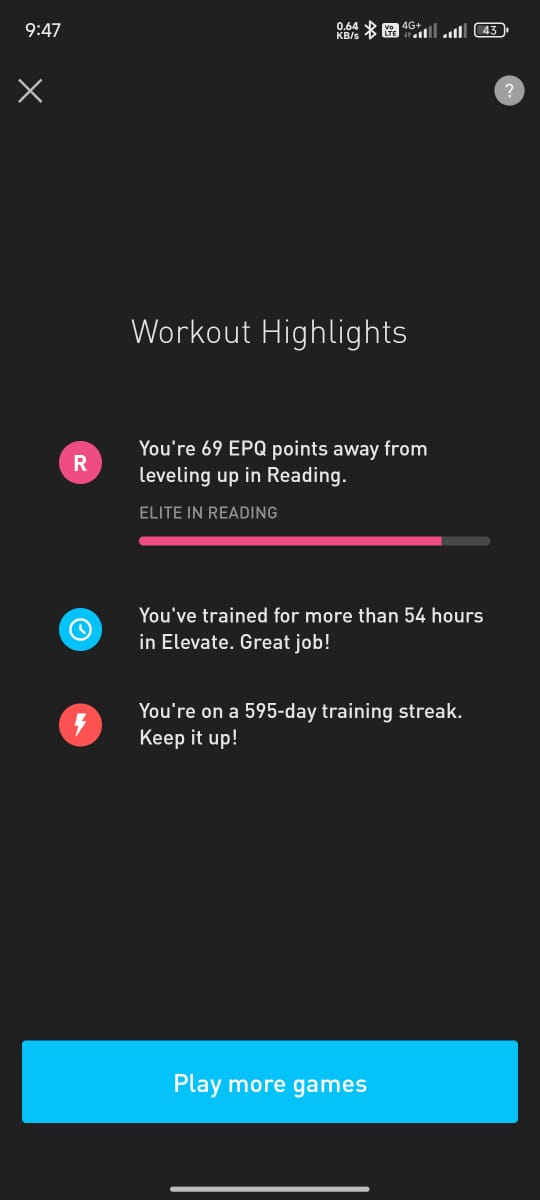 9:47
0.64
KB/s
Vo
LTE
4G+
43
?
Workout Highlights
R
You're 69 EPQ points away from
leveling up in Reading.
ELITE IN READING
You've trained for more than 54 hours
in Elevate. Great job!
You're on a 595-day training streak.
Keep it up!
Play more games